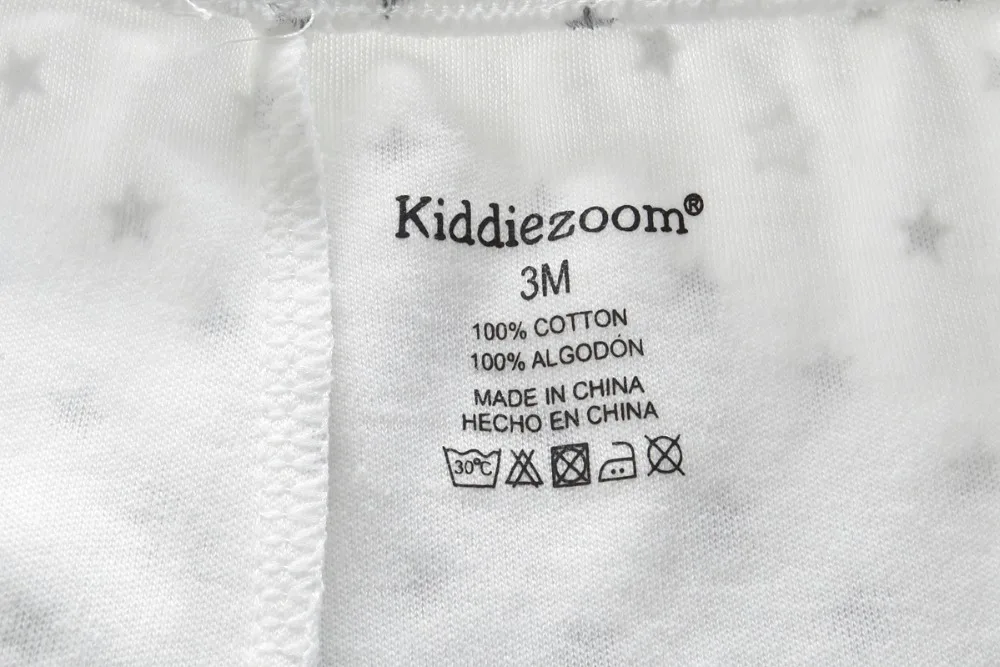 Kiddiezoom®
3M
100% COTTON
100% ALGODÓN
MADE IN CHINA
HECHO EN CHINA
30°C